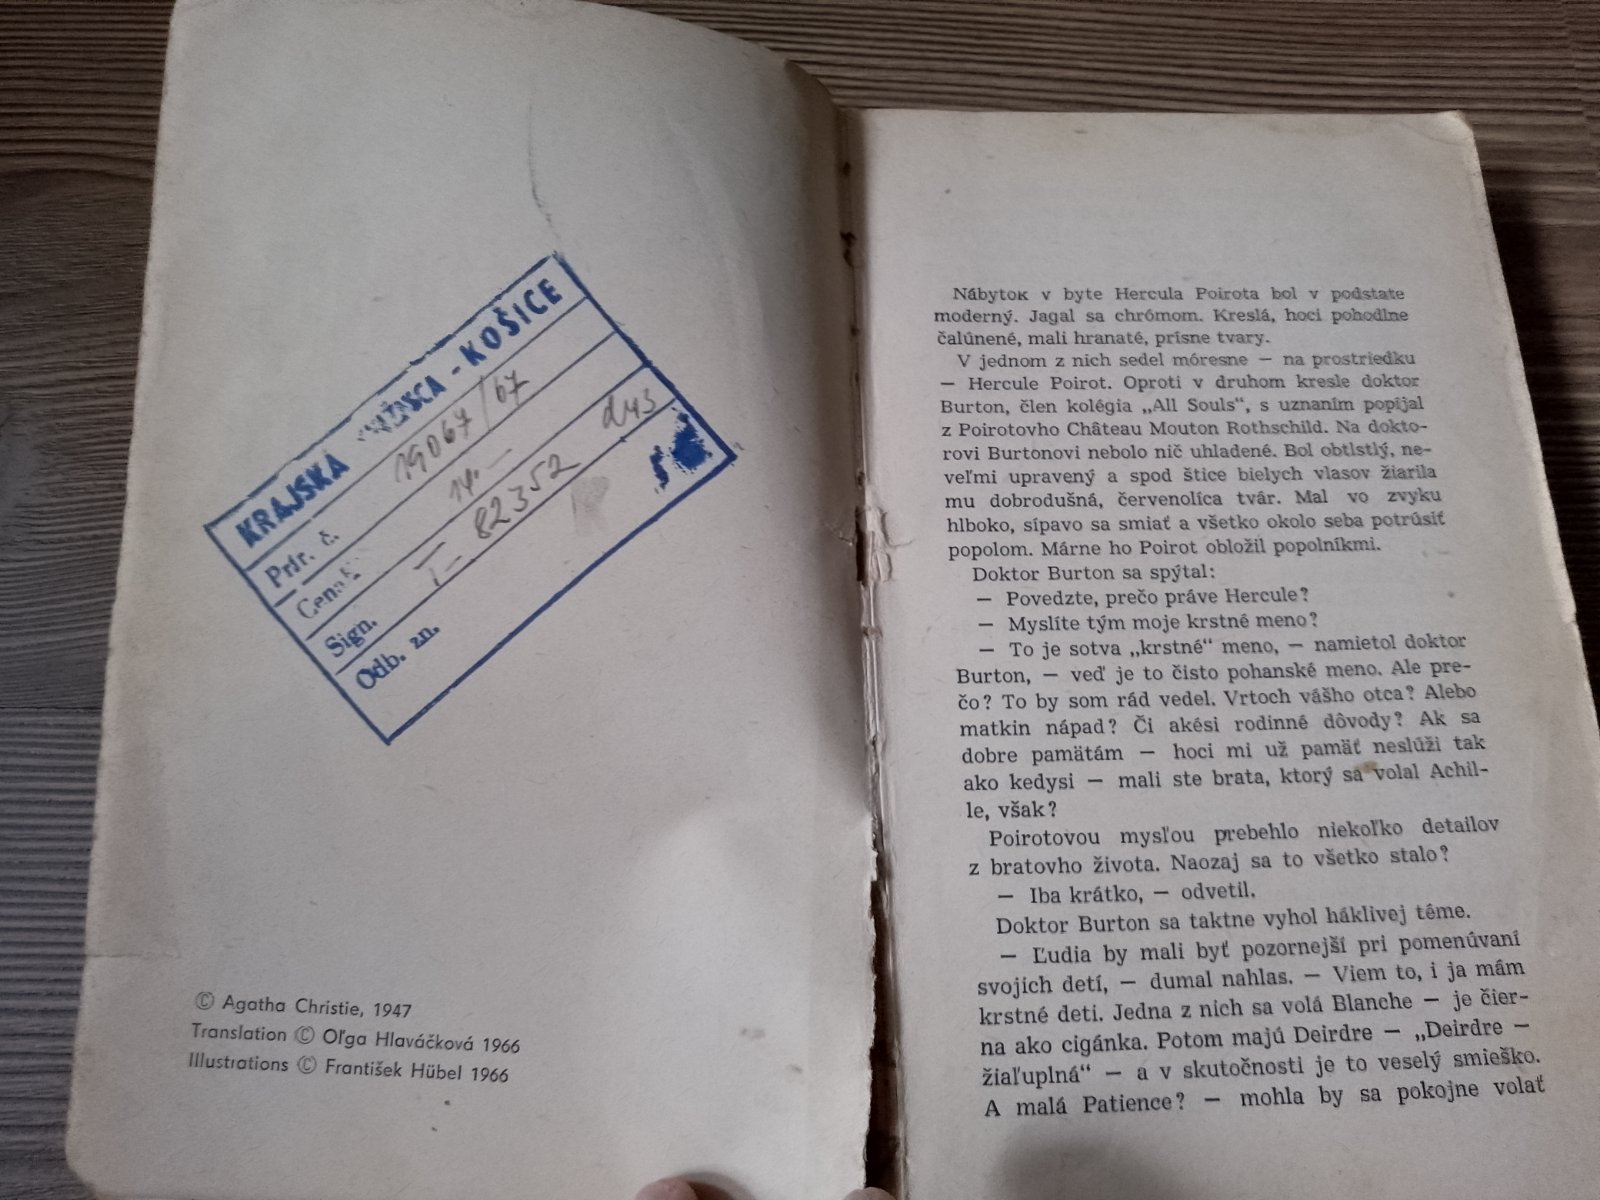 KRAJSKÁ KNIŽNICA - KOŠICE
Prír. č. 19067/67
Cena 14.-
Sign. 82352
Odb. zn.
© Agatha Christie, 1947
Translation © Oľga Hlaváčková 1966
Illustrations © František Hübel 1966
Nábytok v byte Hercula Poirota bol v podstate
moderný. Jagal sa chrómom. Kreslá, hoci pohodlne
čalúnené, mali hranaté, prísne tvary.
V jednom z nich sedel móresne — na prostriedku
— Hercule Poirot. Oproti v druhom kresle doktor
Burton, člen kolégia „All Souls“, s uznaním popíjal
z Poirotovho Château Mouton Rothschild. Na dokto-
rovi Burtonovi nebolo nič uhladené. Bol obtlstlý, ne-
veľmi upravený a spod štice bielych vlasov žiarila
mu dobrodušná, červenolíca tvár. Mal vo zvyku
hlboko, sípavo sa smiať a všetko okolo seba potrúsiť
popolom. Márne ho Poirot obložil popolníkmi.
Doktor Burton sa spýtal:
— Povedzte, prečo práve Hercule?
— Myslíte tým moje krstné meno?
— To je sotva „krstné“ meno, — namietol doktor
Burton, — veď je to čisto pohanské meno. Ale pre-
čo? To by som rád vedel. Vrtoch vášho otca? Alebo
matkin nápad? Či akési rodinné dôvody? Ak sa
dobre pamätám — hoci mi už pamäť neslúži tak
ako kedysi — mali ste brata, ktorý sa volal Achil-
le, však?
Poirotovou mysľou prebehlo niekoľko detailov
z bratovho života. Naozaj sa to všetko stalo?
— Iba krátko, — odvetil.
Doktor Burton sa taktne vyhol háklivej téme.
— Ľudia by mali byť pozornejší pri pomenúvaní
svojich detí, — dumal nahlas. — Viem to, i ja mám
krstné deti. Jedna z nich sa volá Blanche — je čier-
na ako cigánka. Potom majú Deirdre — „Deirdre —
žiaľuplná“ — a v skutočnosti je to veselý smieško.
A malá Patience? — mohla by sa pokojne volať